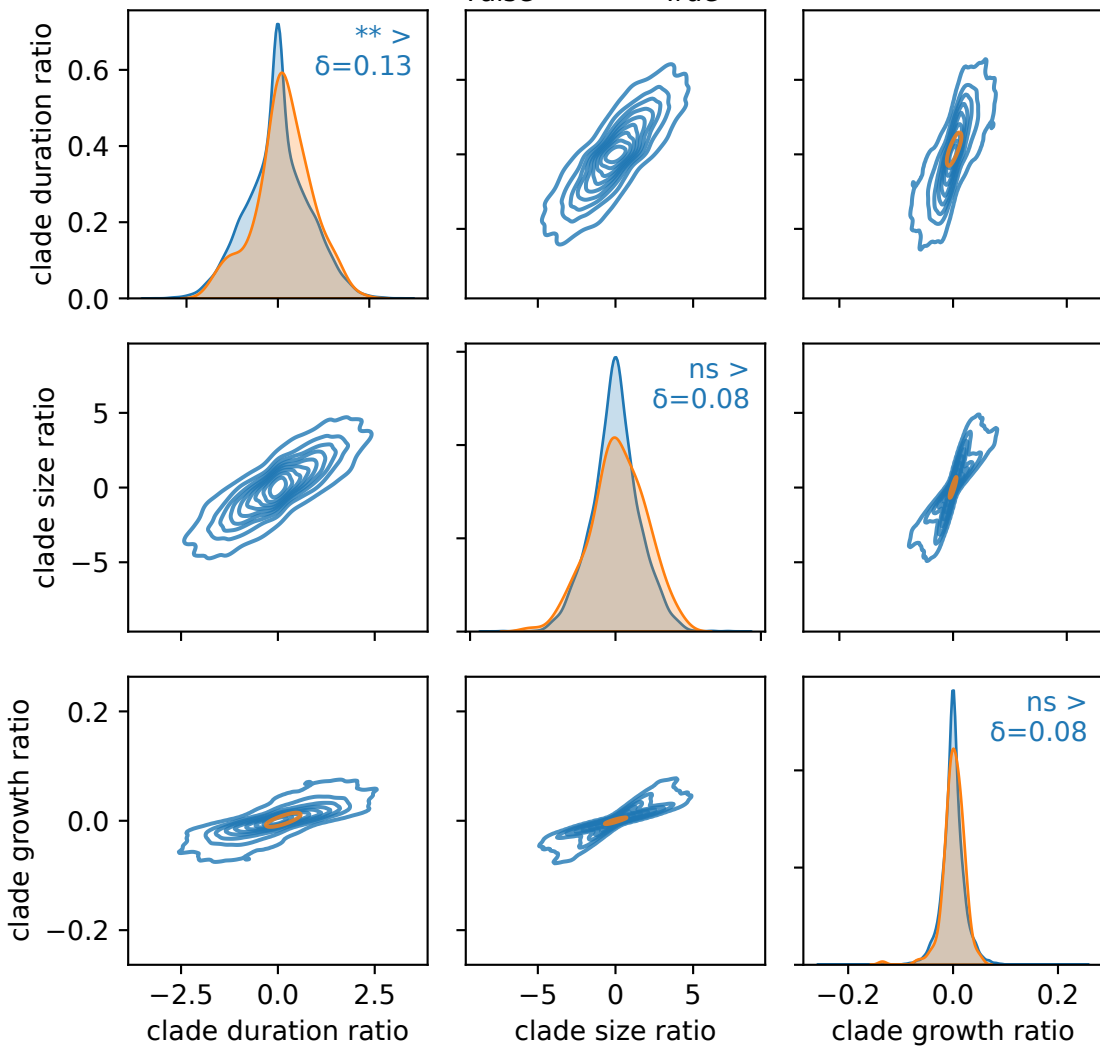 clade duration ratio
0.6
0.4
0.2
0.0
** >
δ=0.13
clade size ratio
5
0
−5
ns >
δ=0.08
clade growth ratio
0.2
0.0
−0.2
ns >
δ=0.08
−2.5 0.0 2.5
−5 0 5
−0.2 0.0 0.2
clade duration ratio
clade size ratio
clade growth ratio